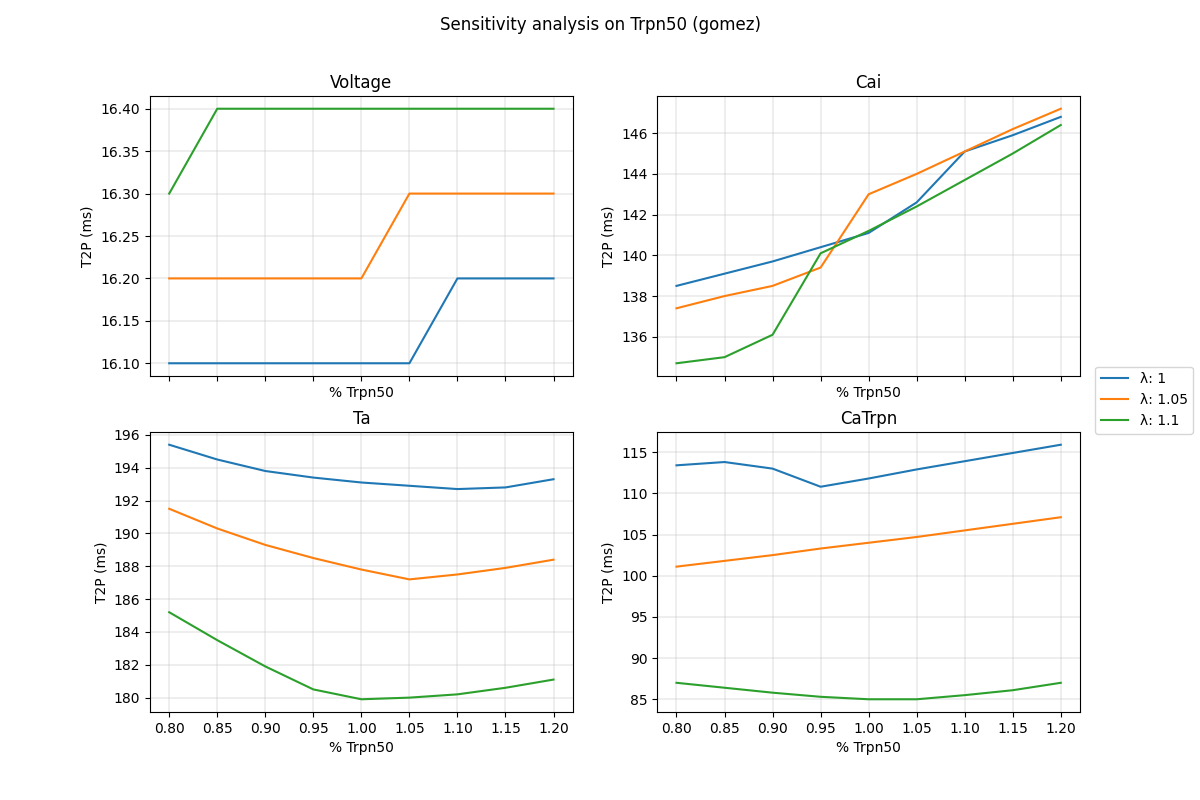 Sensitivity analysis on Trpn50 (gomez)
Voltage
T2P (ms)
16.40
16.35
16.30
16.25
16.20
16.15
16.10
% Trpn50
Cai
T2P (ms)
146
144
142
140
138
136
% Trpn50
λ: 1
λ: 1.05
λ: 1.1
Ta
T2P (ms)
196
194
192
190
188
186
184
182
180
0.80 0.85 0.90 0.95 1.00 1.05 1.10 1.15 1.20
% Trpn50
CaTrpn
T2P (ms)
115
110
105
100
95
90
85
0.80 0.85 0.90 0.95 1.00 1.05 1.10 1.15 1.20
% Trpn50